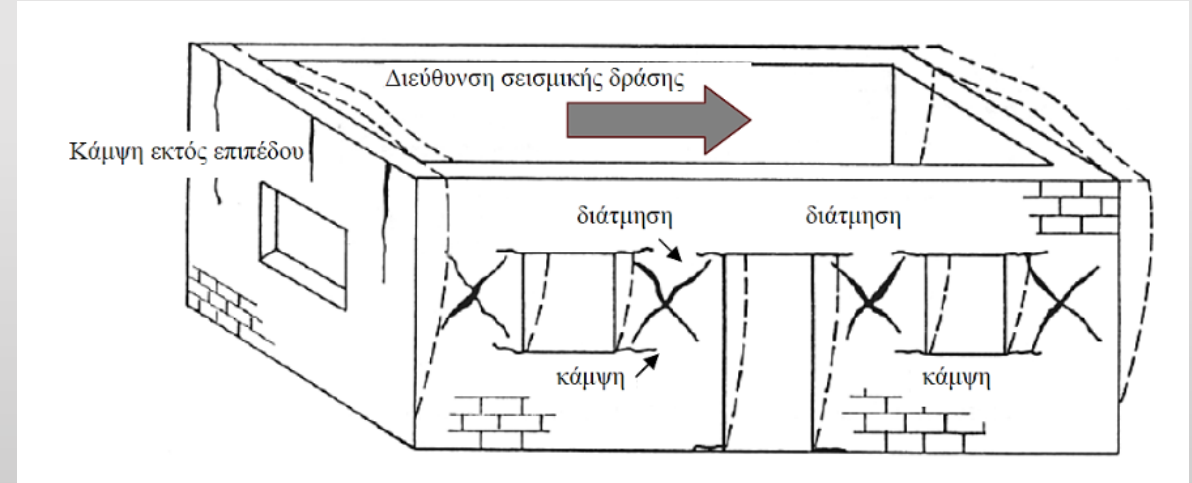 Διεύθυνση σεισμικής δράσης
Κάμψη εκτός επιπέδου
διάτμηση
διάτμηση
κάμψη
κάμψη